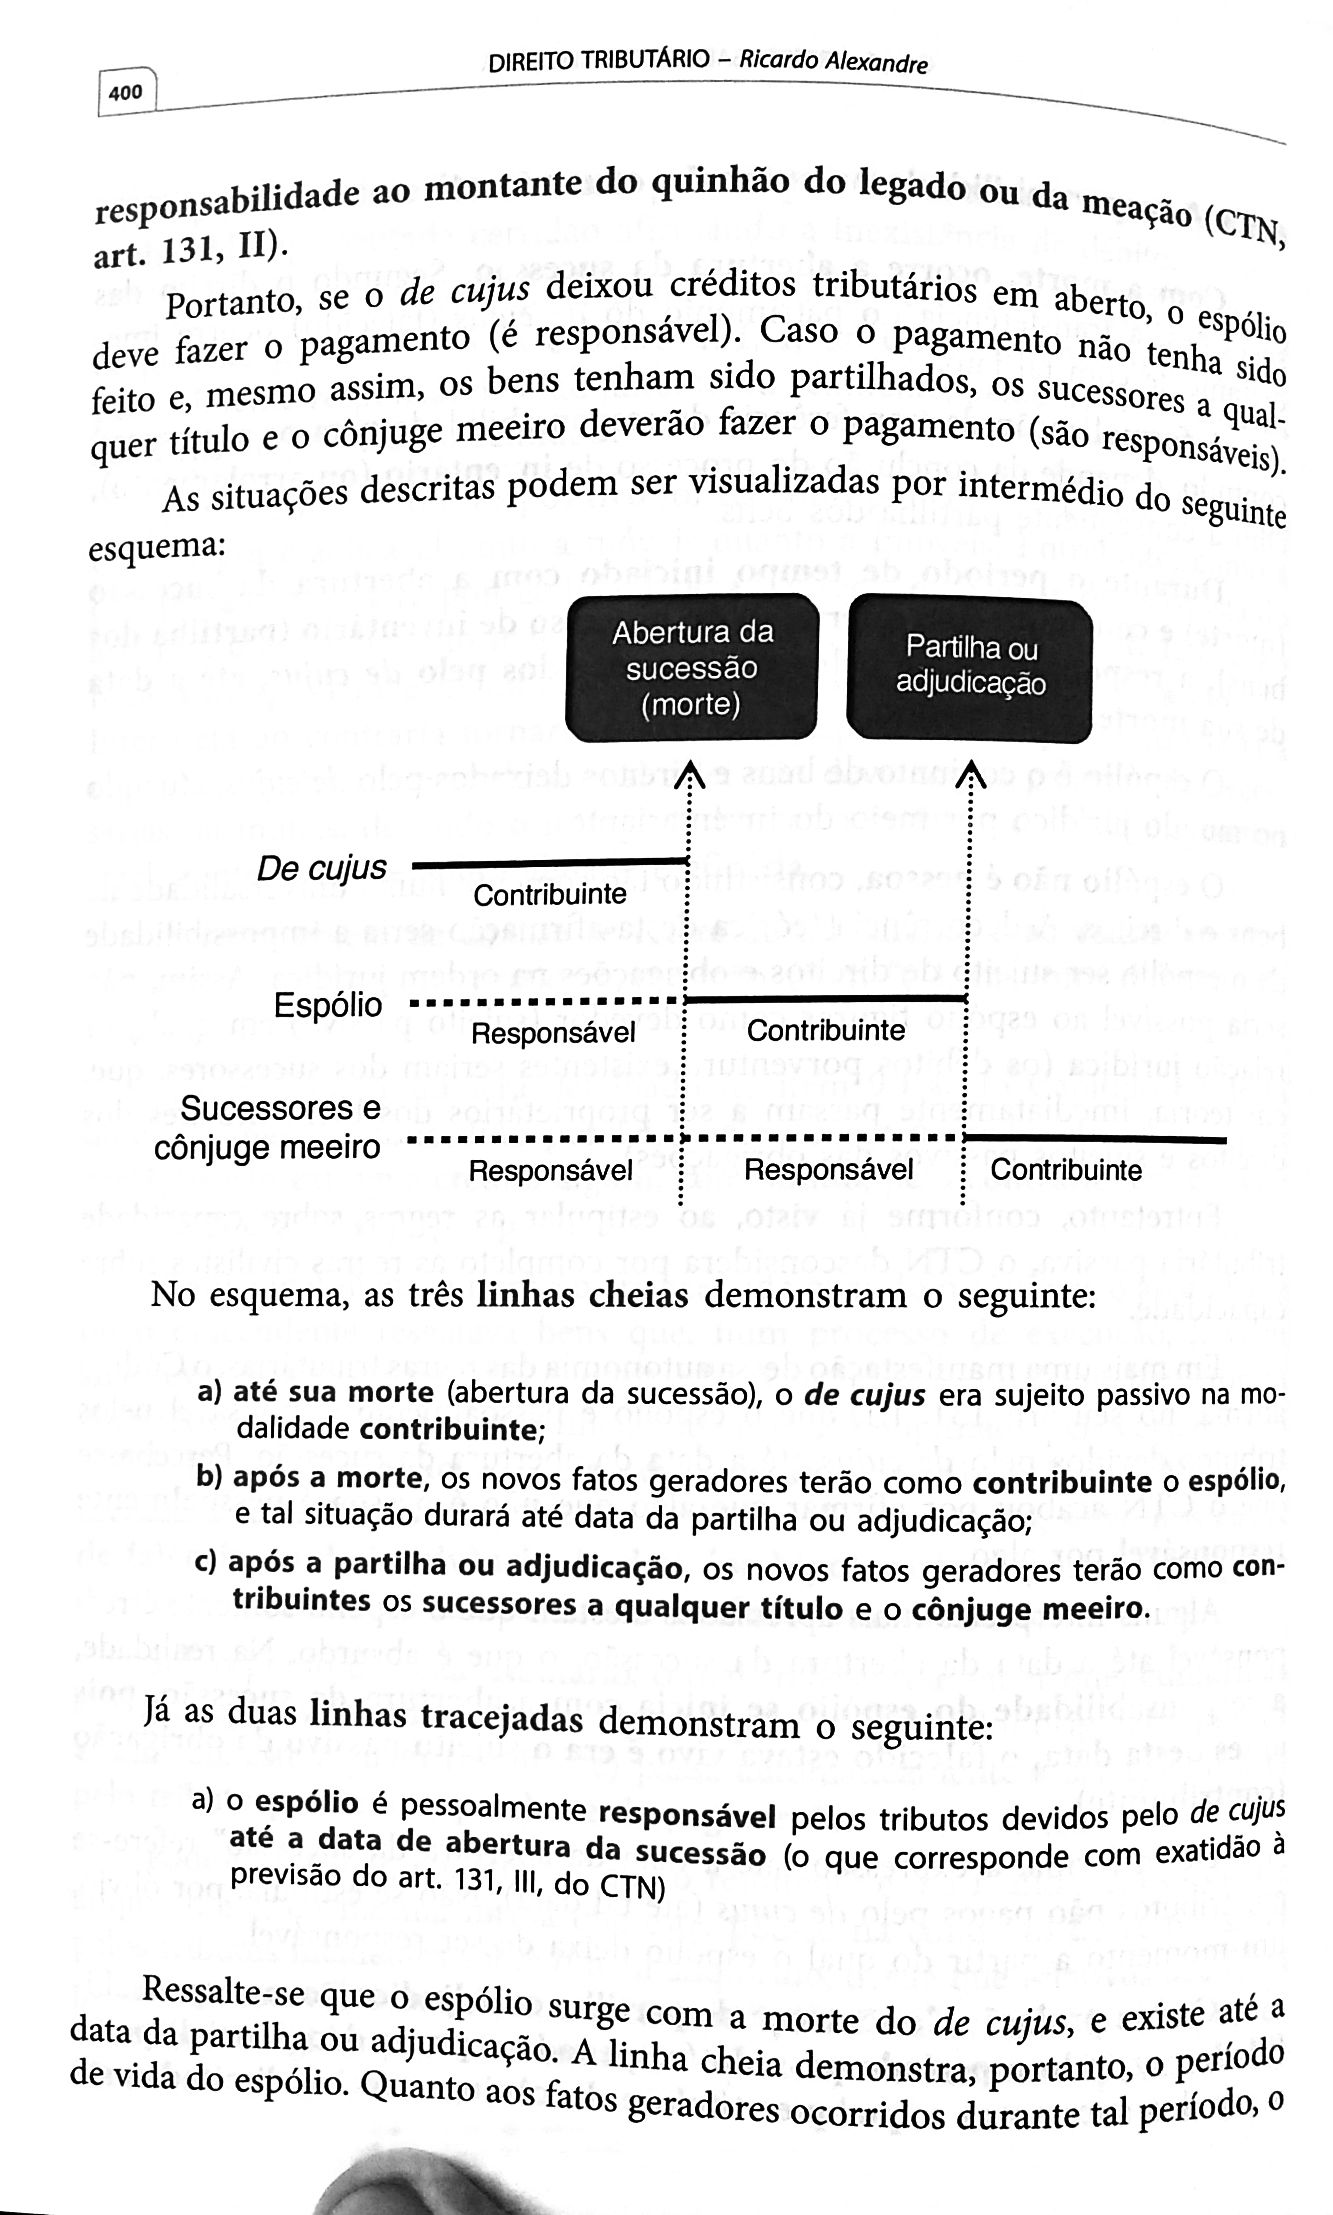 DIREITO TRIBUTÁRIO – Ricardo Alexandre
400
responsabilidade ao montante do quinhão do legado ou da meação (CTN,
art. 131, II).
Portanto, se o de cujus deixou créditos tributários em aberto, o espólio
deve fazer o pagamento (é responsável). Caso o pagamento não tenha sido
feito e, mesmo assim, os bens tenham sido partilhados, os sucessores a qual-
quer título e o cônjuge meeiro deverão fazer o pagamento (são responsáveis).
As situações descritas podem ser visualizadas por intermédio do seguinte
esquema:
Abertura da
sucessão
(morte)
Partilha ou
adjudicação
De cujus
Contribuinte
Espólio
Responsável
Contribuinte
Sucessores e
cônjuge meeiro
Responsável
Responsável
Contribuinte
No esquema, as três linhas cheias demonstram o seguinte:
a) até sua morte (abertura da sucessão), o de cujus era sujeito passivo na mo-
dalidade contribuinte;
b) após a morte, os novos fatos geradores terão como contribuinte o espólio,
e tal situação durará até data da partilha ou adjudicação;
c) após a partilha ou adjudicação, os novos fatos geradores terão como con-
tribuintes os sucessores a qualquer título e o cônjuge meeiro.
Já as duas linhas tracejadas demonstram o seguinte:
a) o espólio é pessoalmente responsável pelos tributos devidos pelo de cujus
até a data de abertura da sucessão (o que corresponde com exatidão à
previsão do art. 131, III, do CTN)
Ressalte-se que o espólio surge com a morte do de cujus, e existe até a
data da partilha ou adjudicação. A linha cheia demonstra, portanto, o período
de vida do espólio. Quanto aos fatos geradores ocorridos durante tal período, o